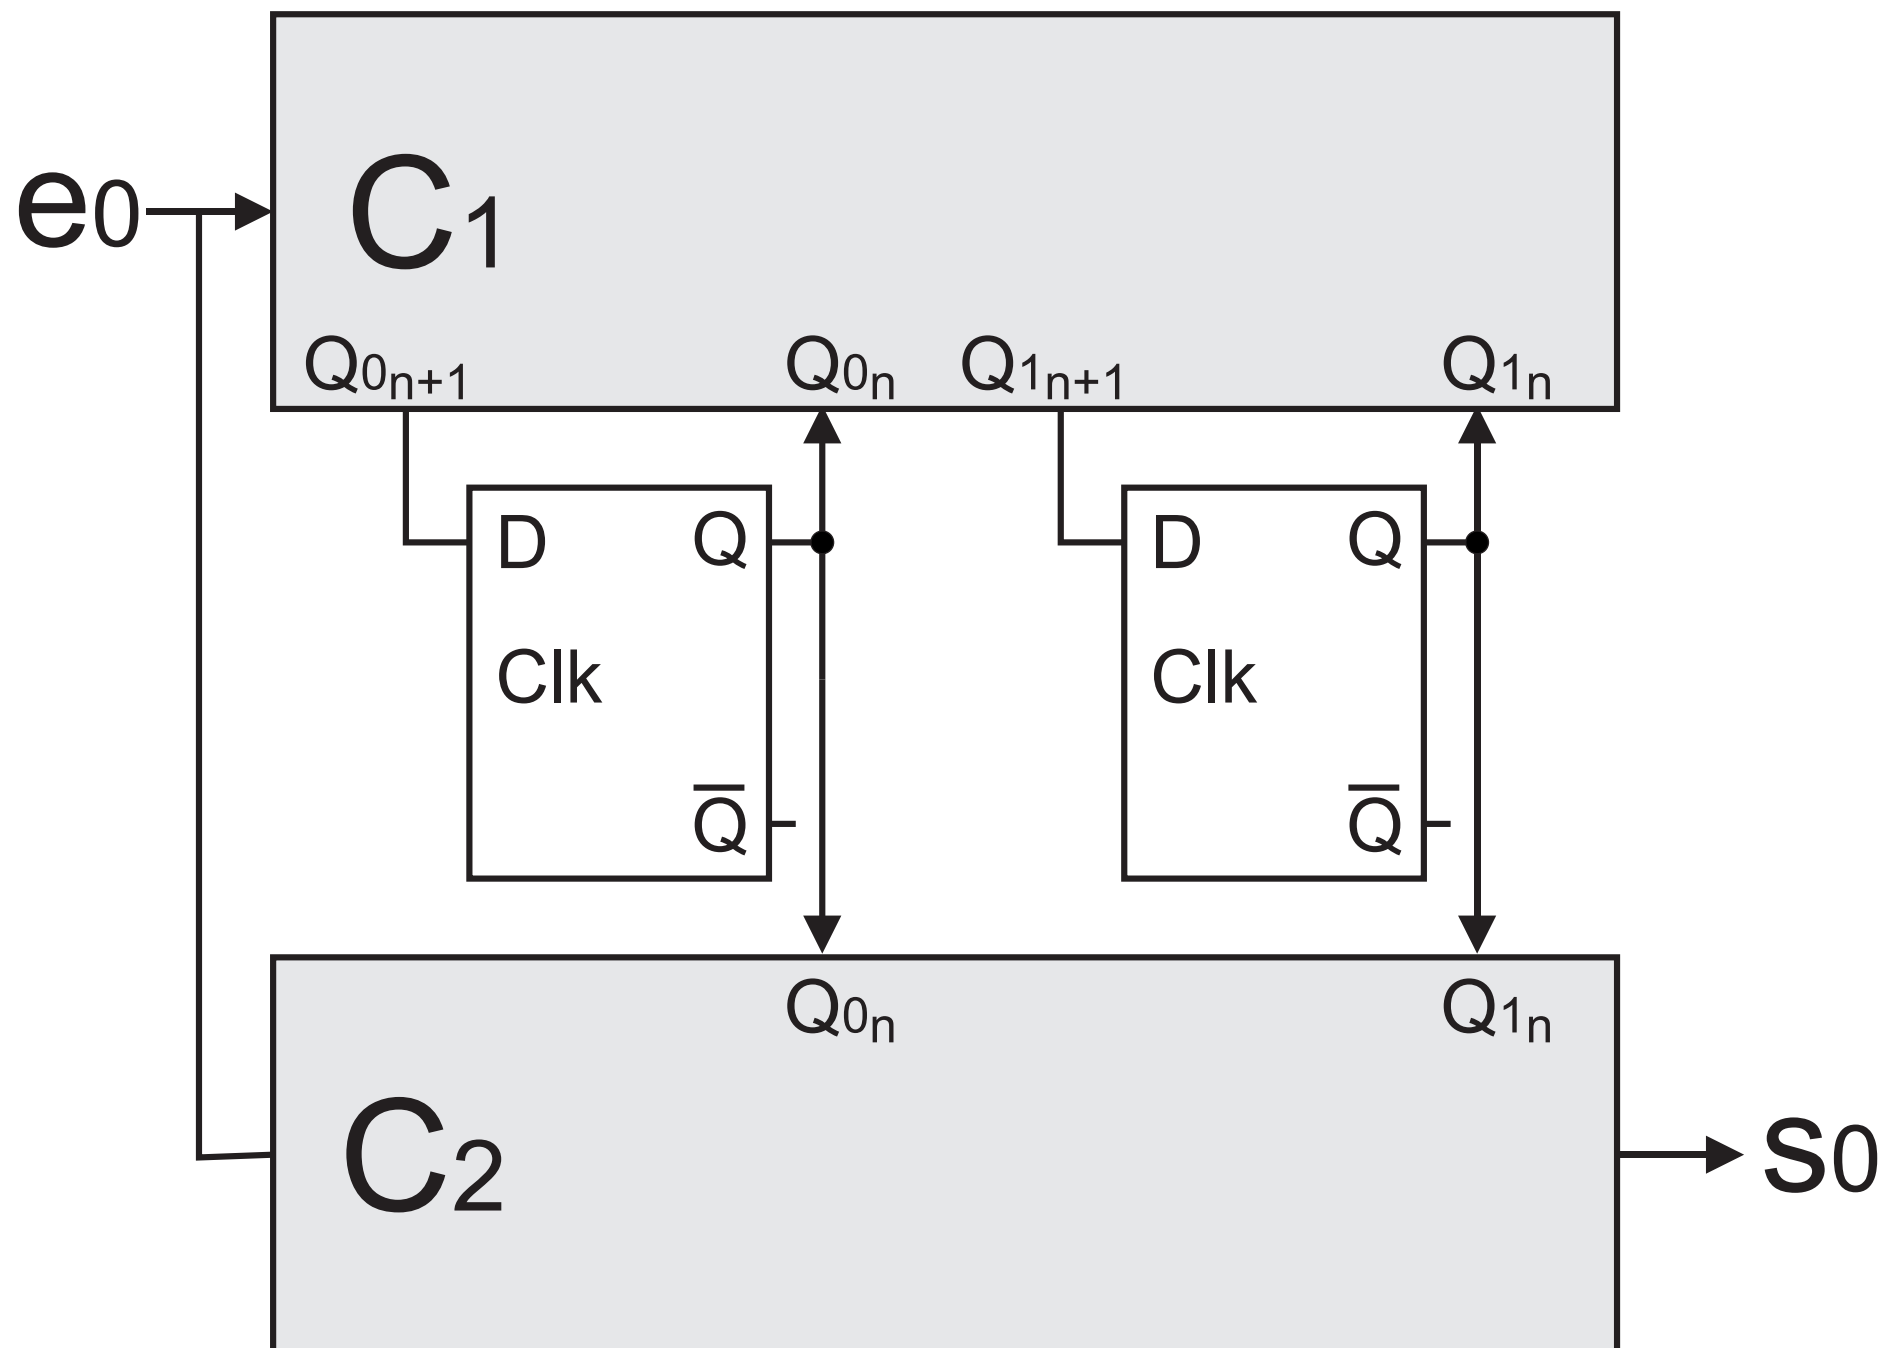 e0
C1
Q0n+1 Q0n Q1n+1 Q1n
D Q D Q
Clk Clk
Q̅ Q̅
Q0n Q1n
C2
s0